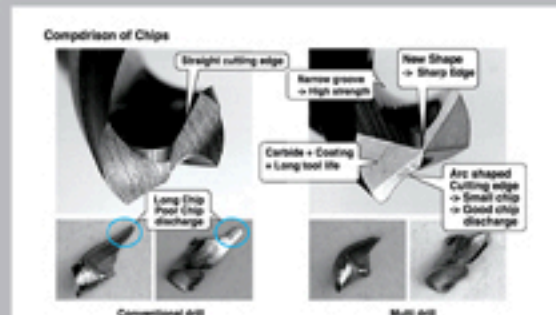 Comparison of Chips
Straight cutting edge
Narrow groove
-> High strength
New Shape
-> Sharp Edge
Carbide + Coating
+ Long tool life
Arc shaped
Cutting edge
-> Small chip
-> Good chip
discharge
Long Chip
Pool Chip
discharge
Conventional drill
Multi drill